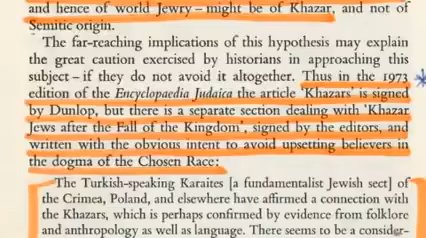 and hence of world Jewry – might be of Khazar, and not of
Semitic origin.
The far-reaching implications of this hypothesis may explain
the great caution exercised by historians in approaching this
subject – if they do not avoid it altogether. Thus in the 1973
edition of the Encyclopaedia Judaica the article 'Khazars' is signed
by Dunlop, but there is a separate section dealing with 'Khazar
Jews after the Fall of the Kingdom', signed by the editors, and
written with the obvious intent to avoid upsetting believers in
the dogma of the Chosen Race:
The Turkish-speaking Karaites [a fundamentalist Jewish sect] of
the Crimea, Poland, and elsewhere have affirmed a connection with
the Khazars, which is perhaps confirmed by evidence from folklore
and anthropology as well as language. There seems to be a consider-